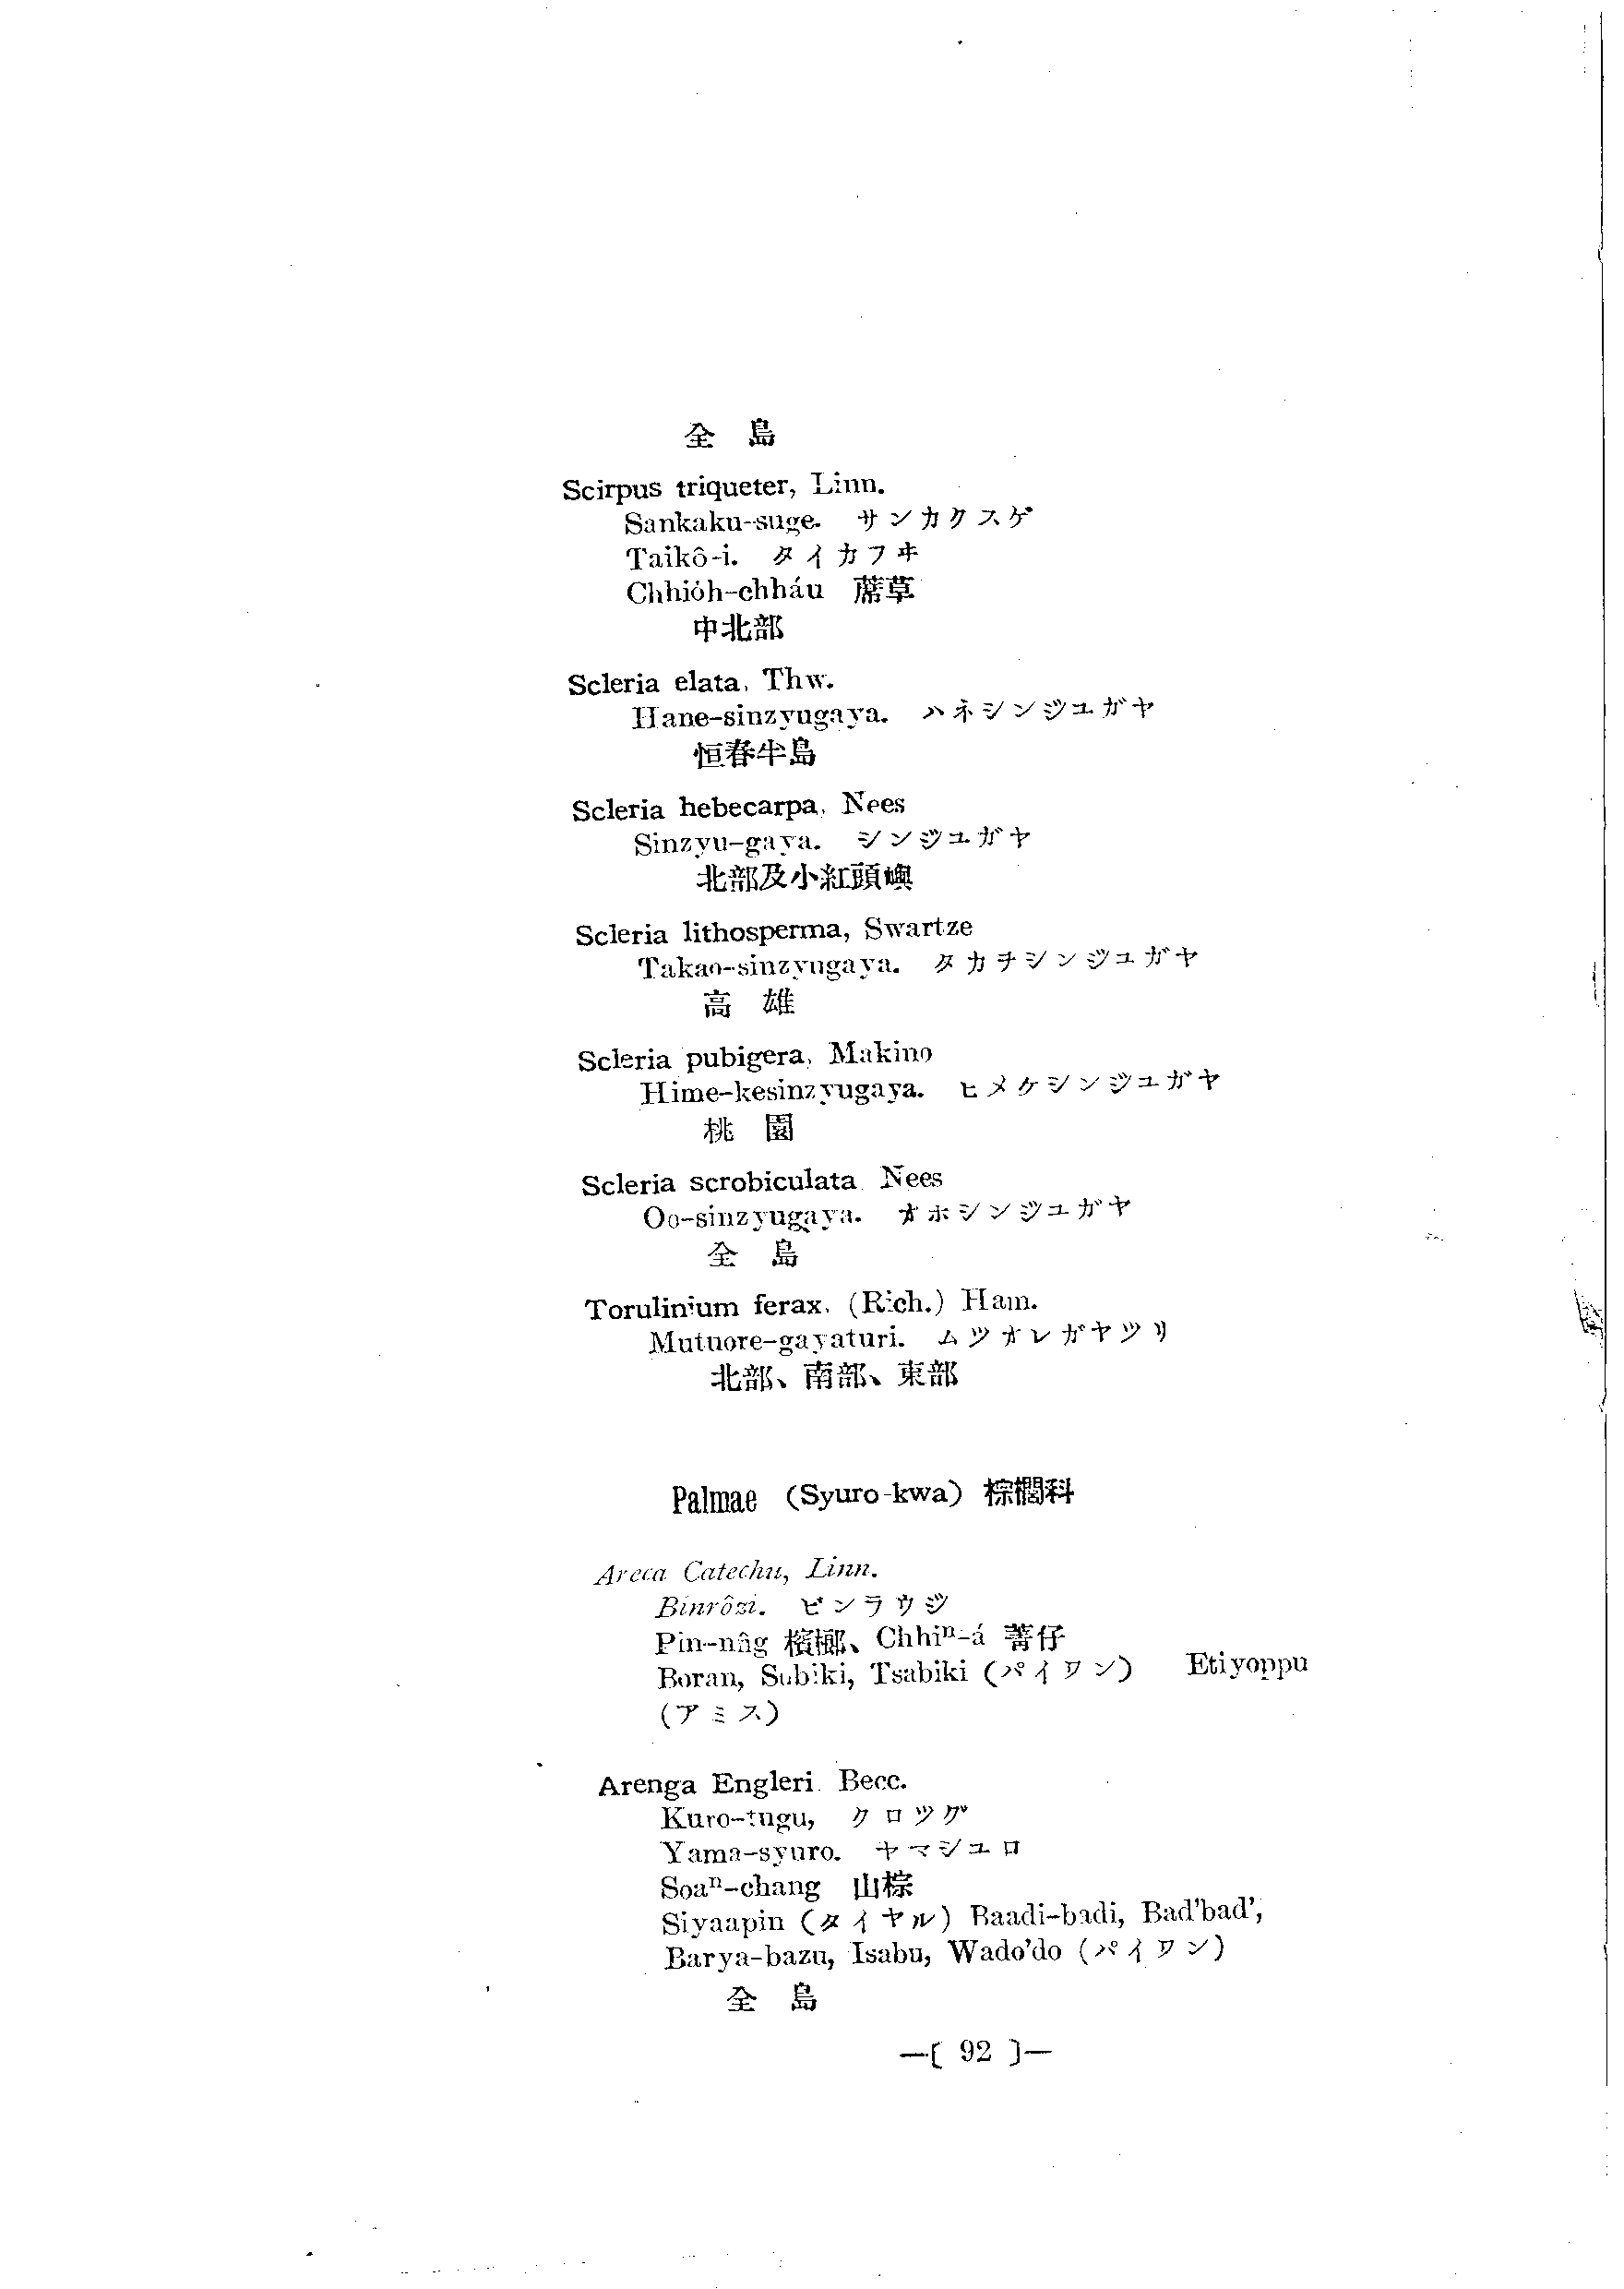 全島
Scirpus triqueter, Linn.
Sankaku-suge. サンカクスゲ
Taikô-i. タイカフヰ
Chhióh-chháu 蓆草
中北部
Scleria elata, Thw.
Hane-sinzyugaya. ハネシンジユガヤ
恒春半島
Scleria hebecarpa, Nees
Sinzyu-gaya. シンジユガヤ
北部及小紅頭嶼
Scleria lithosperma, Swartze
Takao-sinzyugaya. タカヲシンジユガヤ
高雄
Scleria pubigera, Makino
Hime-kesinzyugaya. ヒメケシンジユガヤ
桃園
Scleria scrobiculata Nees
Oo-sinzyugaya. オホシンジユガヤ
全島
Torulinium ferax, (Rich.) Ham.
Mutuore-gayaturi. ムツオレガヤツリ
北部、南部、東部
Palmae (Syuro-kwa) 棕櫚科
Areca Catechu, Linn.
Binrôzi. ビンラウジ
Pin-nâg 檳榔、Chhiⁿ-á 菁仔
Boran, Subiki, Tsabiki (パイワン) Etiyoppu
(アミス)
Arenga Engleri Becc.
Kuro-tugu, クロツグ
Yama-syuro. ヤマシユロ
Soaⁿ-chang 山棕
Siyaapin (タイヤル) Baadi-badi, Bad'bad',
Barya-bazu, Isabu, Wado'do (パイワン)
全島
—[ 92 ]—